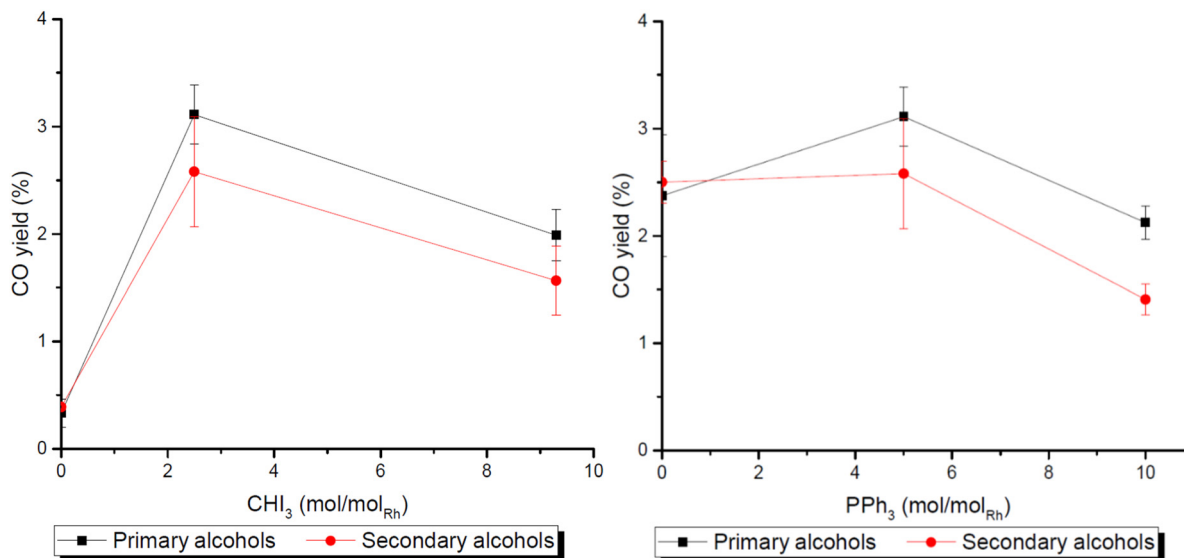 4
3
2
1
0
CO yield (%)
0 2 4 6 8 10
CHI₃ (mol/mol_Rh)
Primary alcohols Secondary alcohols
4
3
2
1
0
CO yield (%)
0 2 4 6 8 10
PPh₃ (mol/mol_Rh)
Primary alcohols Secondary alcohols